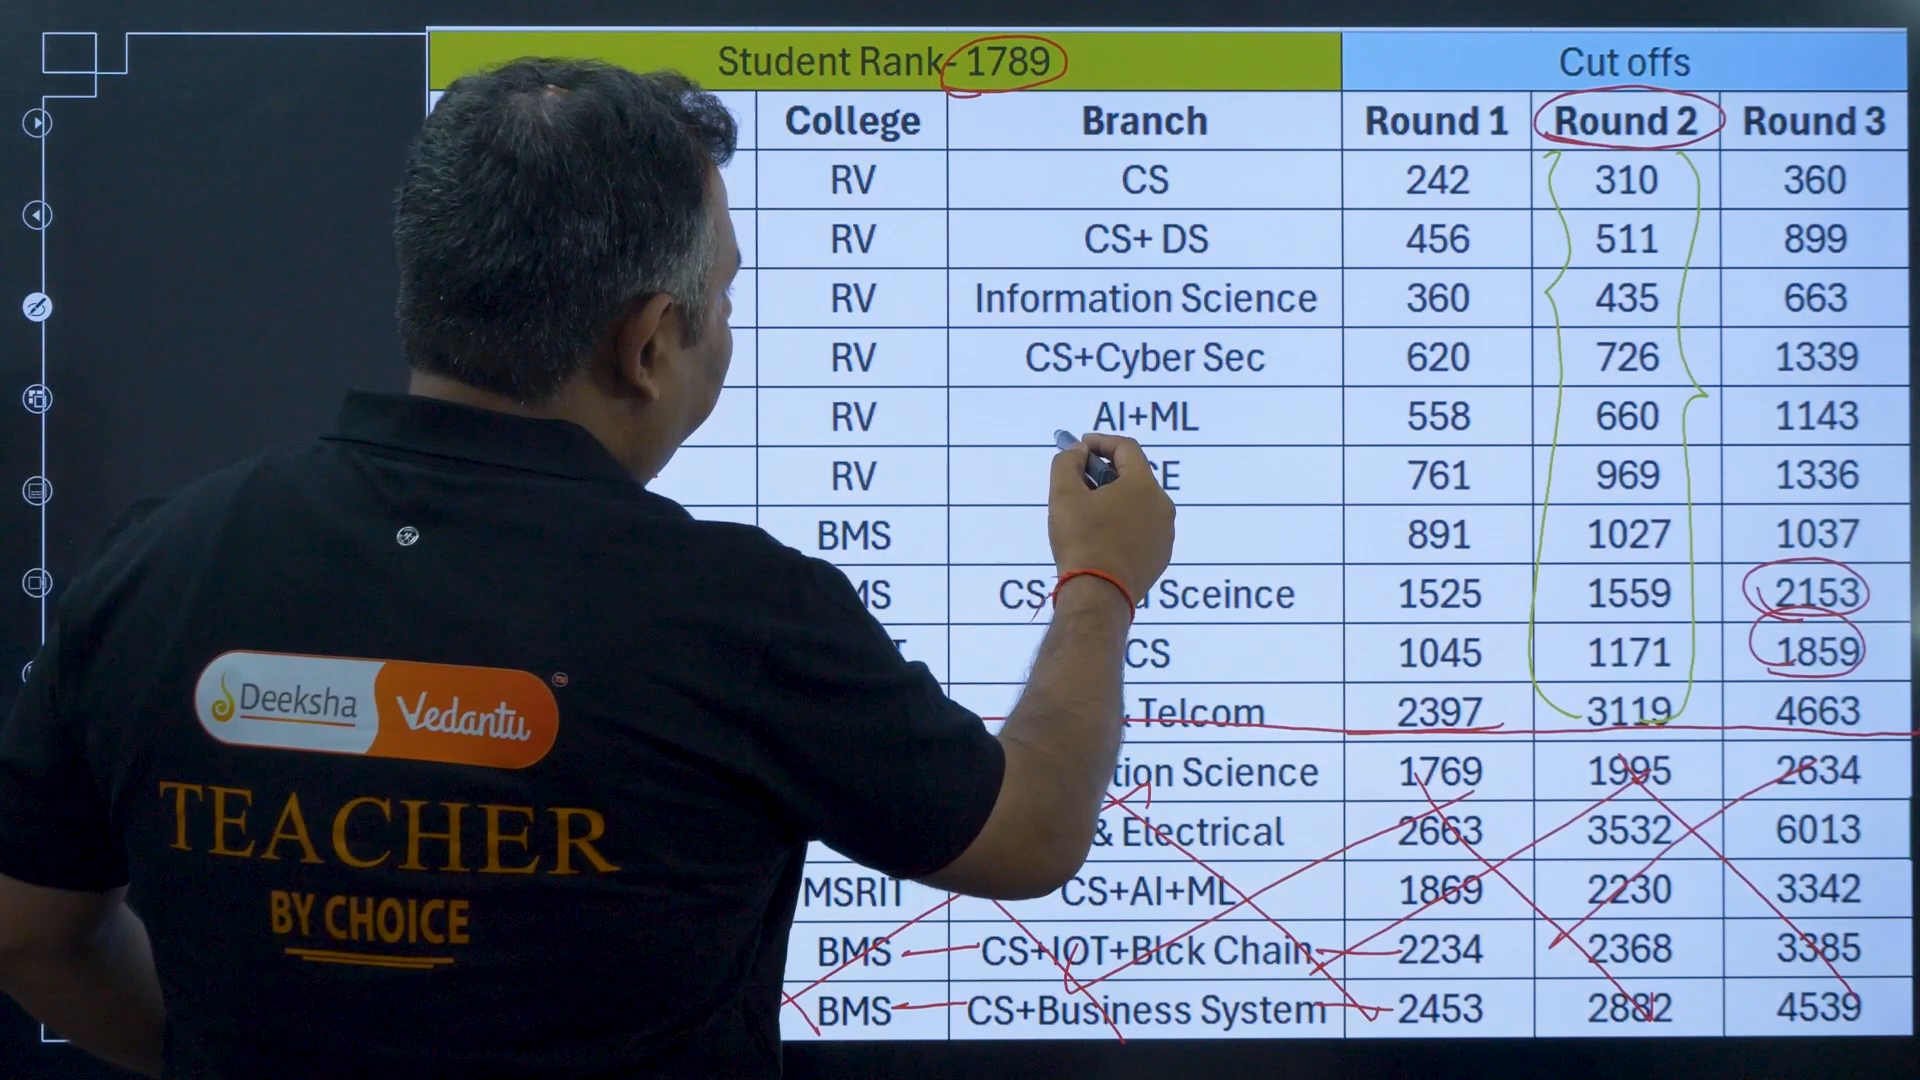 Student Rank- 1789 Cut offs
College Branch Round 1 Round 2 Round 3
RV CS 242 310 360
RV CS+ DS 456 511 899
RV Information Science 360 435 663
RV CS+Cyber Sec 620 726 1339
RV AI+ML 558 660 1143
RV 761 969 1336
BMS 891 1027 1037
Sceince 1525 1559 2153
CS 1045 1171 1859
Telcom 2397 3119 4663
Science 1769 1995 2634
& Electrical 2663 3532 6013
MSRIT CS+AI+ML 1869 2230 3342
BMS CS+IOT+Blck Chain 2234 2368 3385
BMS CS+Business System 2453 2882 4539
Deeksha Vedantu
TEACHER
BY CHOICE